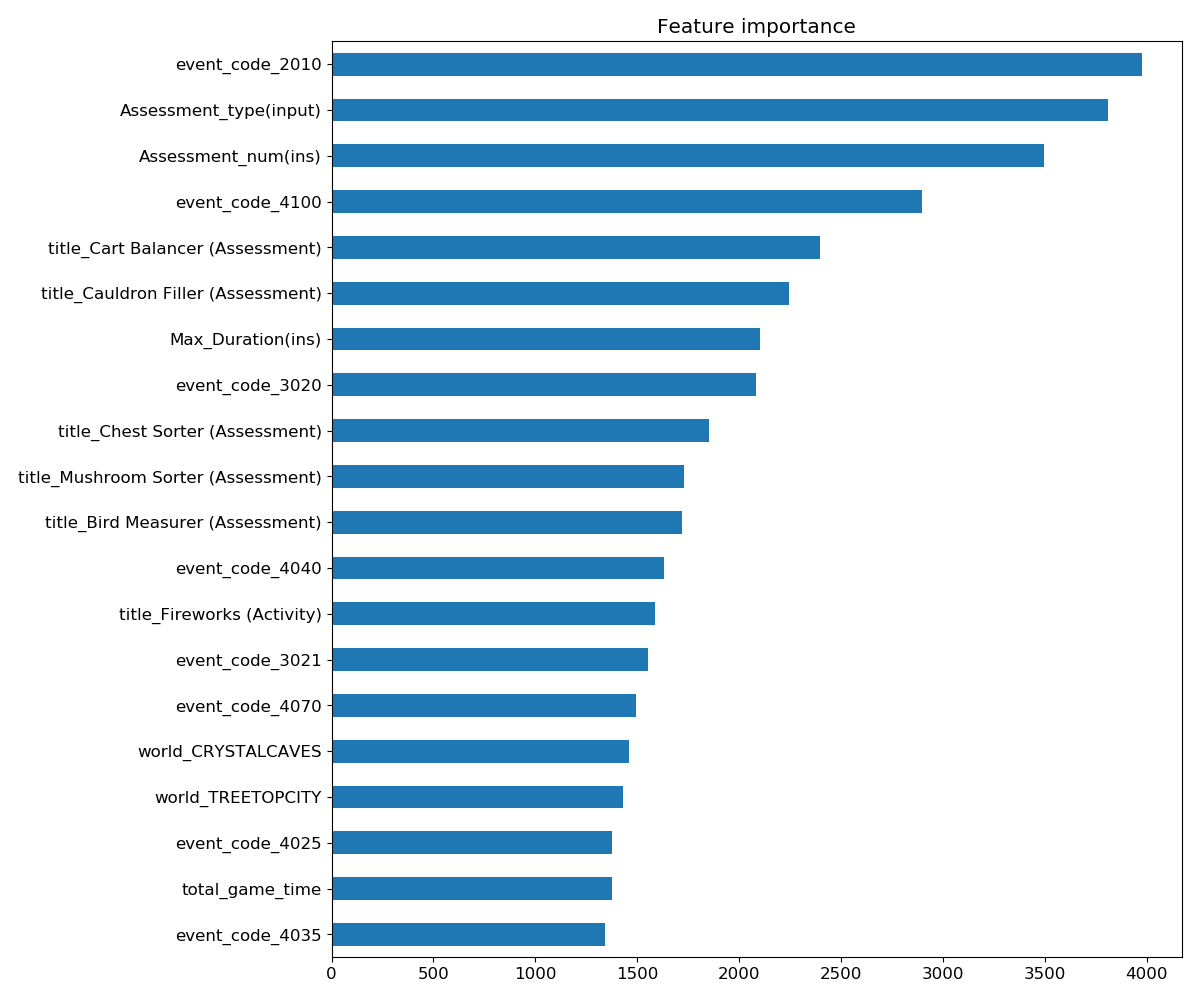 Feature importance
event_code_2010
Assessment_type(input)
Assessment_num(ins)
event_code_4100
title_Cart Balancer (Assessment)
title_Cauldron Filler (Assessment)
Max_Duration(ins)
event_code_3020
title_Chest Sorter (Assessment)
title_Mushroom Sorter (Assessment)
title_Bird Measurer (Assessment)
event_code_4040
title_Fireworks (Activity)
event_code_3021
event_code_4070
world_CRYSTALCAVES
world_TREETOPCITY
event_code_4025
total_game_time
event_code_4035
0 500 1000 1500 2000 2500 3000 3500 4000